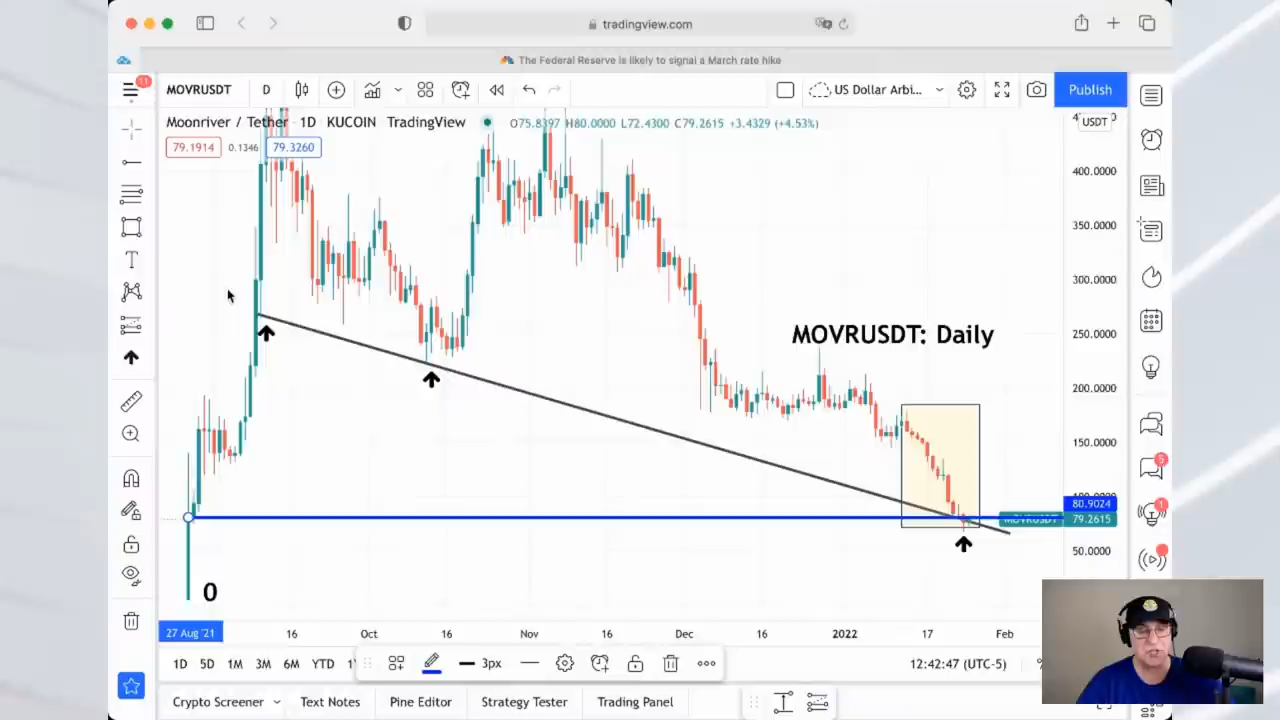 tradingview.com
The Federal Reserve is likely to signal a March rate hike
11
MOVRUSDT
D
US Dollar Arbi...
Publish
Moonriver / Tether 1D KUCOIN TradingView
O75.8397 H80.0000 L72.4300 C79.2615 +3.4329 (+4.53%)
USDT
79.1914
0.1346
79.3260
400.0000
350.0000
300.0000
250.0000
MOVRUSDT: Daily
200.0000
150.0000
80.9024
MOVRUSDT
79.2615
50.0000
0
5
1
27 Aug '21
16
Oct
16
Nov
16
Dec
16
2022
17
Feb
1D 5D 1M 3M 6M YTD
3px
12:42:47 (UTC-5)
Crypto Screener
Text Notes
Pine Editor
Strategy Tester
Trading Panel